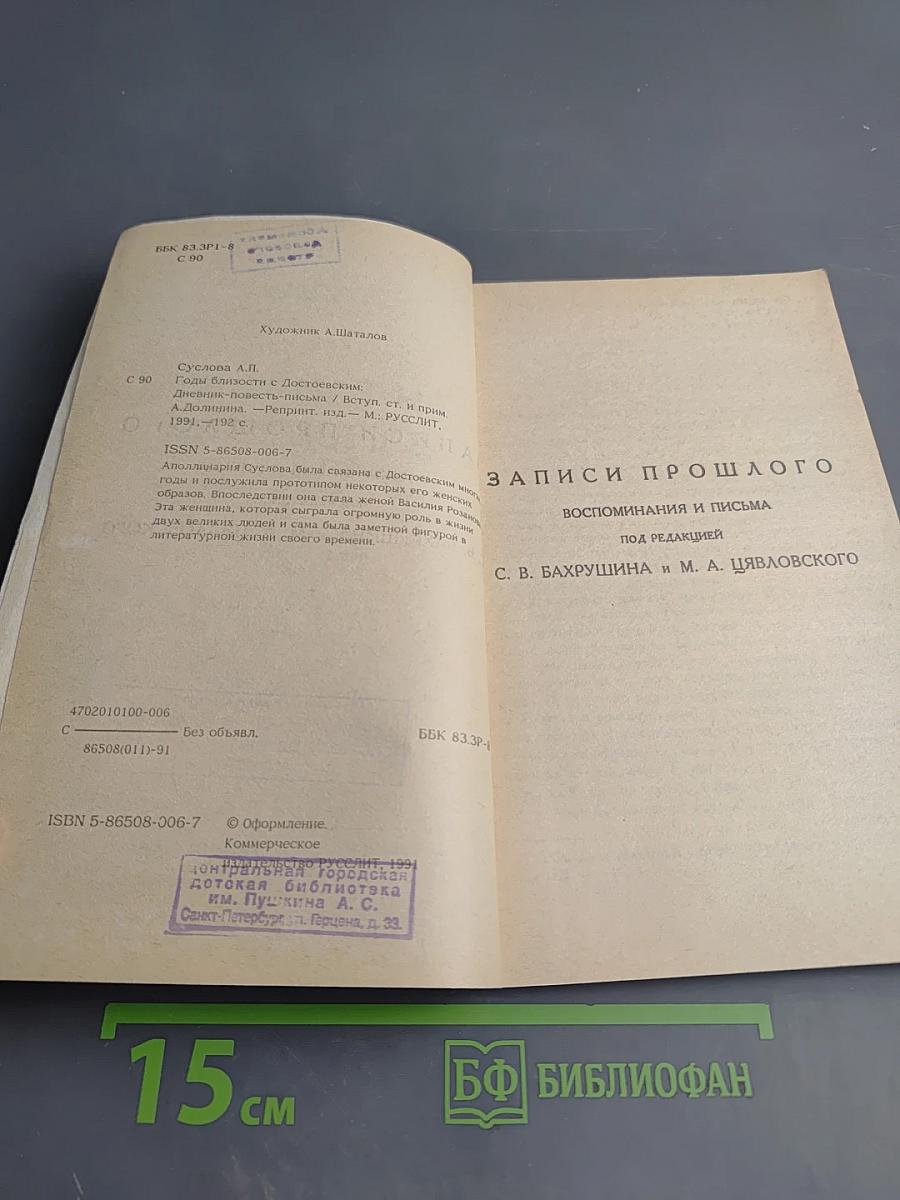 ББК 83.3Р1-8
С 90
Художник А.Шаталов
Суслова А.П.
С 90 Годы близости с Достоевским:
Дневник-повесть-письма / Вступ. ст. и прим.
А.Долинина. —Репринт. изд.— М.: РУССЛИТ,
1991.—192 с.
ISSN 5-86508-006-7
Аполлинария Суслова была связана с Достоевским многи
годы и послужила прототипом некоторых его женских
образов. Впоследствии она стала женой Василия Розанова
Эта женщина, которая сыграла огромную роль в жизни
двух великих людей и сама была заметной фигурой в
литературной жизни своего времени.
4702010100-006
С Без объявл.
86508(011)-91
ББК 83.3Р-8
ISBN 5-86508-006-7 © Оформление.
Коммерческое
издательство РУССЛИТ, 1991
Центральная городская
детская библиотека
им. Пушкина А. С.
Санкт-Петербург, ул. Герцена, д. 33.
ЗАПИСИ ПРОШЛОГО
ВОСПОМИНАНИЯ И ПИСЬМА
ПОД РЕДАКЦИЕЙ
С. В. БАХРУШИНА и М. А. ЦЯВЛОВСКОГО
15 см
БФ БИБЛИОФАН